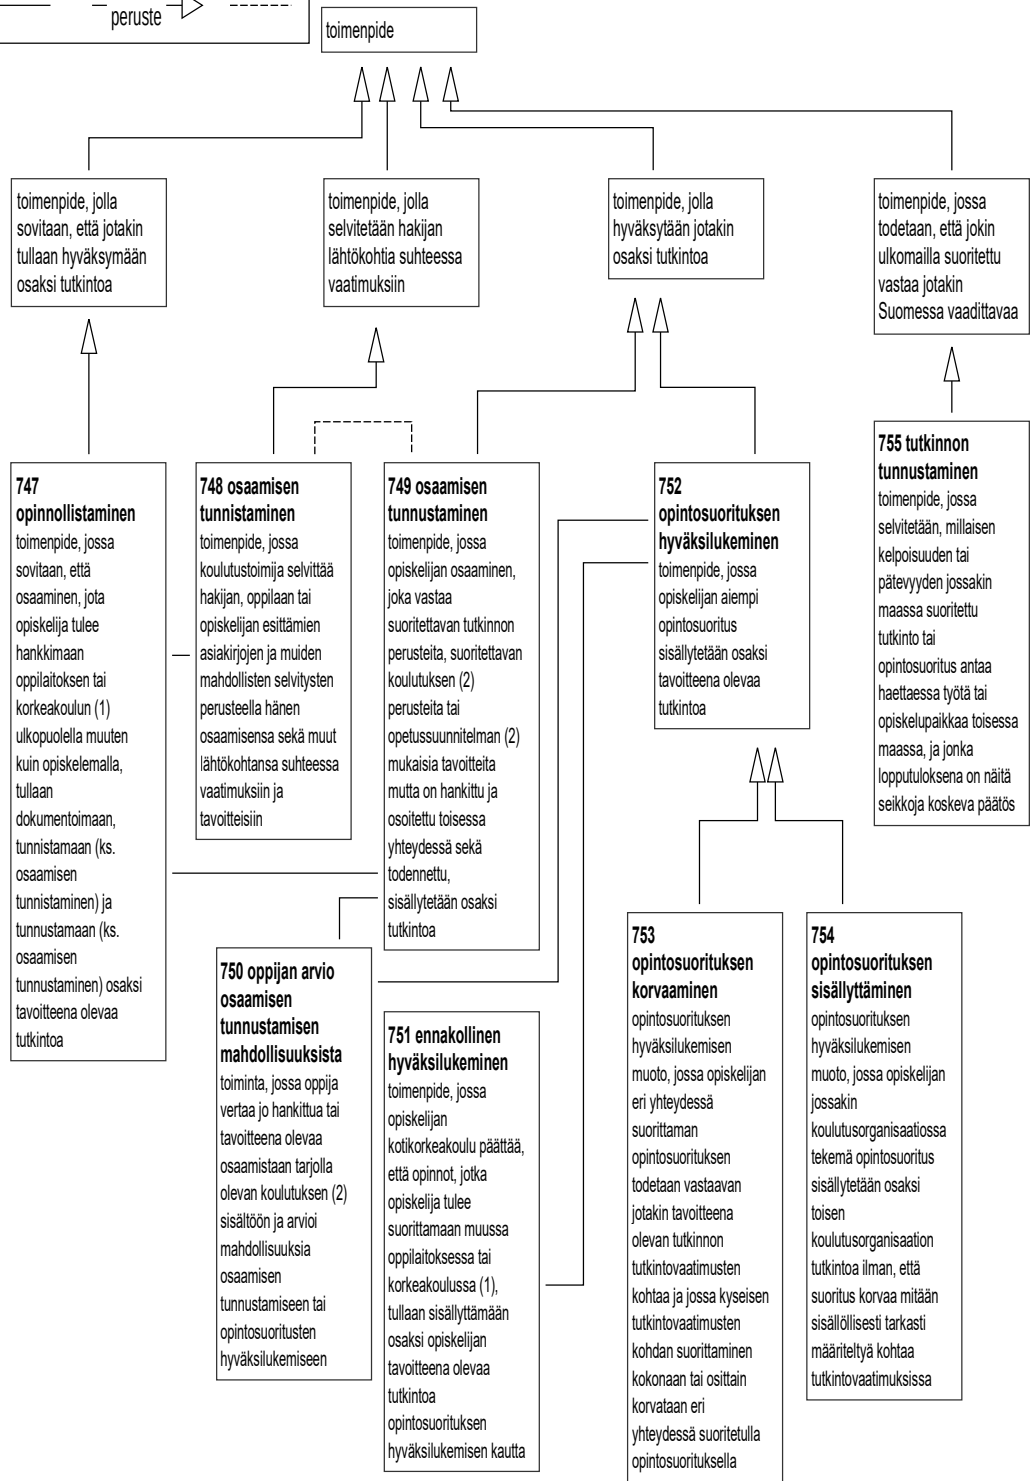 peruste
toimenpide
toimenpide, jolla
sovitaan, että jotakin
tullaan hyväksymään
osaksi tutkintoa
toimenpide, jolla
selvitetään hakijan
lähtökohtia suhteessa
vaatimuksiin
toimenpide, jolla
hyväksytään jotakin
osaksi tutkintoa
toimenpide, jossa
todetaan, että jokin
ulkomailla suoritettu
vastaa jotakin
Suomessa vaadittavaa
747
opinnollistaminen
toimenpide, jossa
sovitaan, että
osaaminen, jota
opiskelija tulee
hankkimaan
oppilaitoksen tai
korkeakoulun (1)
ulkopuolella muuten
kuin opiskelemalla,
tullaan
dokumentoimaan,
tunnistamaan (ks.
osaamisen
tunnistaminen) ja
tunnustamaan (ks.
osaamisen
tunnustaminen) osaksi
tavoitteena olevaa
tutkintoa
748 osaamisen
tunnistaminen
toimenpide, jossa
koulutustoimija selvittää
hakijan, oppilaan tai
opiskelijan esittämien
asiakirjojen ja muiden
mahdollisten selvitysten
perusteella hänen
osaamisensa sekä muut
lähtökohtansa suhteessa
vaatimuksiin ja
tavoitteisiin
749 osaamisen
tunnustaminen
toimenpide, jossa
opiskelijan osaaminen,
joka vastaa
suoritettavan tutkinnon
perusteita, suoritettavan
koulutuksen (2)
perusteita tai
opetussuunnitelman (2)
mukaisia tavoitteita
mutta on hankittu ja
osoitettu toisessa
yhteydessä sekä
todennettu,
sisällytetään osaksi
tutkintoa
752
opintosuorituksen
hyväksilukeminen
toimenpide, jossa
opiskelijan aiempi
opintosuoritus
sisällytetään osaksi
tavoitteena olevaa
tutkintoa
755 tutkinnon
tunnustaminen
toimenpide, jossa
selvitetään, millaisen
kelpoisuuden tai
pätevyyden jossakin
maassa suoritettu
tutkinto tai
opintosuoritus antaa
haettaessa työtä tai
opiskelupaikkaa toisessa
maassa, ja jonka
lopputuloksena on näitä
seikkoja koskeva päätös
750 oppijan arvio
osaamisen
tunnustamisen
mahdollisuuksista
toiminta, jossa oppija
vertaa jo hankittua tai
tavoitteena olevaa
osaamistaan tarjolla
olevan koulutuksen (2)
sisältöön ja arvioi
mahdollisuuksia
osaamisen
tunnustamiseen tai
opintosuoritusten
hyväksilukemiseen
751 ennakollinen
hyväksilukeminen
toimenpide, jossa
opiskelijan
kotikorkeakoulu päättää,
että opinnot, jotka
opiskelija tulee
suorittamaan muussa
oppilaitoksessa tai
korkeakoulussa (1),
tullaan sisällyttämään
osaksi opiskelijan
tavoitteena olevaa
tutkintoa
opintosuorituksen
hyväksilukemisen kautta
753
opintosuorituksen
korvaaminen
opintosuorituksen
hyväksilukemisen
muoto, jossa opiskelijan
eri yhteydessä
suorittaman
opintosuorituksen
todetaan vastaavan
jotakin tavoitteena
olevan tutkinnon
tutkintovaatimusten
kohtaa ja jossa kyseisen
tutkintovaatimusten
kohdan suorittaminen
kokonaan tai osittain
korvataan eri
yhteydessä suoritetulla
opintosuorituksella
754
opintosuorituksen
sisällyttäminen
opintosuorituksen
hyväksilukemisen
muoto, jossa opiskelijan
jossakin
koulutusorganisaatiossa
tekemä opintosuoritus
sisällytetään osaksi
toisen
koulutusorganisaation
tutkintoa ilman, että
suoritus korvaa mitään
sisällöllisesti tarkasti
määriteltyä kohtaa
tutkintovaatimuksissa